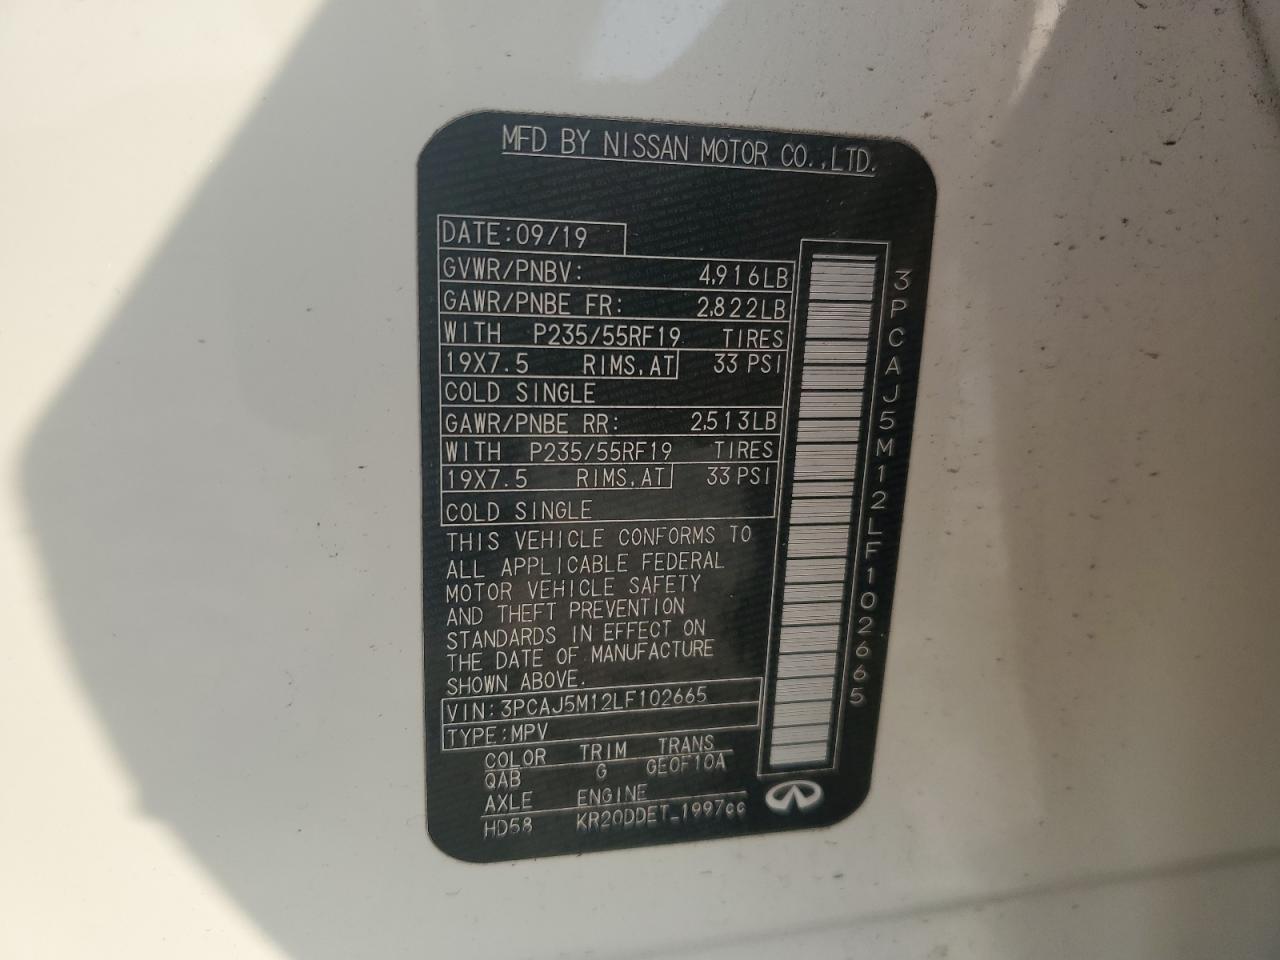 MFD BY NISSAN MOTOR CO.,LTD.
DATE:09/19
GVWR/PNBV: 4,916LB
GAWR/PNBE FR: 2,822LB
WITH P235/55RF19 TIRES
19X7.5 RIMS,AT 33 PSI
COLD SINGLE
GAWR/PNBE RR: 2,513LB
WITH P235/55RF19 TIRES
19X7.5 RIMS,AT 33 PSI
COLD SINGLE
THIS VEHICLE CONFORMS TO
ALL APPLICABLE FEDERAL
MOTOR VEHICLE SAFETY
AND THEFT PREVENTION
STANDARDS IN EFFECT ON
THE DATE OF MANUFACTURE
SHOWN ABOVE.
VIN:3PCAJ5M12LF102665
TYPE:MPV
COLOR TRIM TRANS
QAB G GE0F10A
AXLE ENGINE
HD58 KR20DDET_1997cc
3PCAJ5M12LF102665